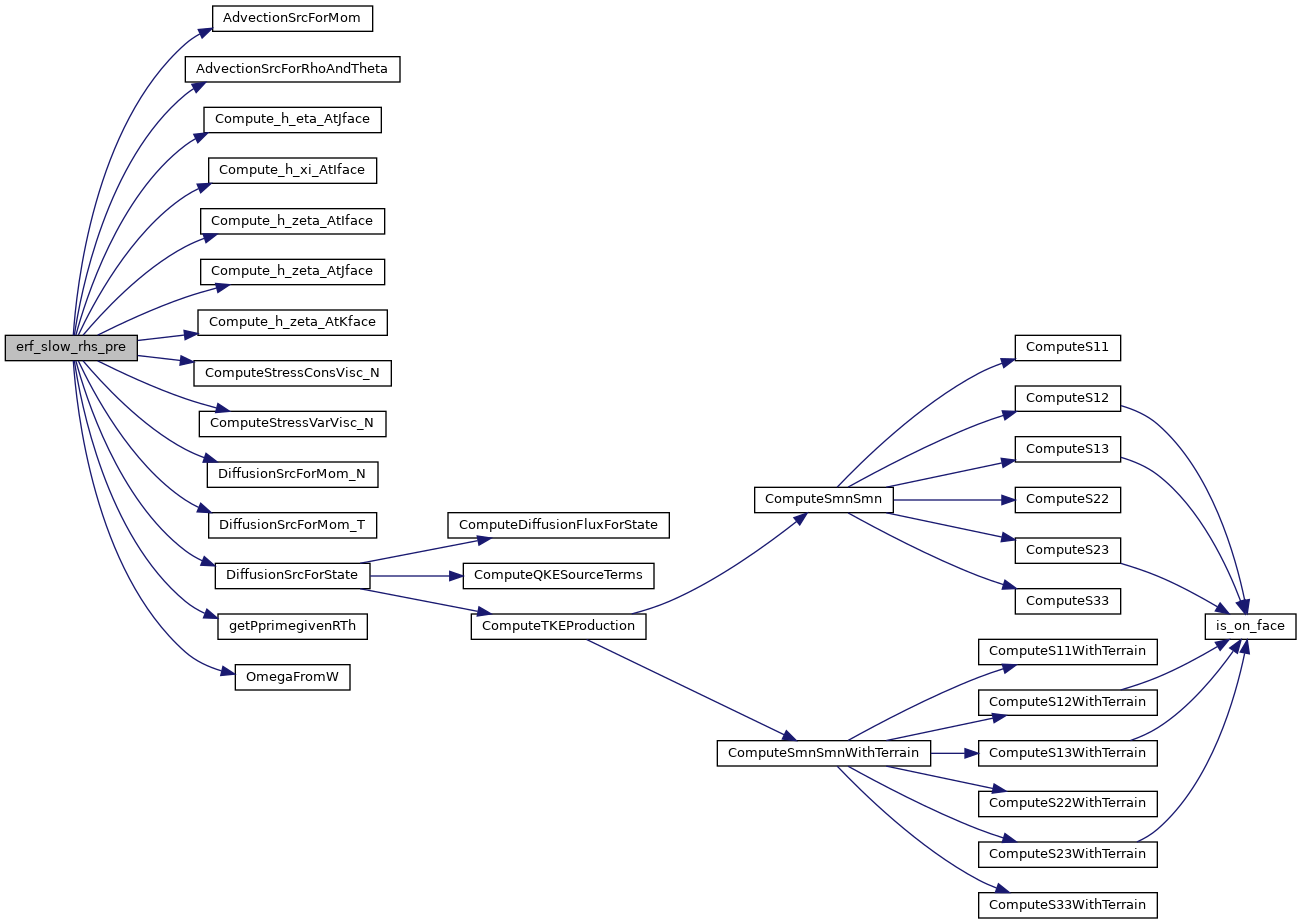 AdvectionSrcForMom
AdvectionSrcForRhoAndTheta
Compute_h_eta_AtJface
Compute_h_xi_AtIface
Compute_h_zeta_AtIface
Compute_h_zeta_AtJface
Compute_h_zeta_AtKface
erf_slow_rhs_pre
ComputeStressConsVisc_N
ComputeStressVarVisc_N
DiffusionSrcForMom_N
DiffusionSrcForMom_T
DiffusionSrcForState
getPprimegivenRTh
OmegaFromW
ComputeDiffusionFluxForState
ComputeQKESourceTerms
ComputeTKEProduction
ComputeSmnSmn
ComputeSmnSmnWithTerrain
ComputeS11
ComputeS12
ComputeS13
ComputeS22
ComputeS23
ComputeS33
ComputeS11WithTerrain
ComputeS12WithTerrain
ComputeS13WithTerrain
ComputeS22WithTerrain
ComputeS23WithTerrain
ComputeS33WithTerrain
is_on_face